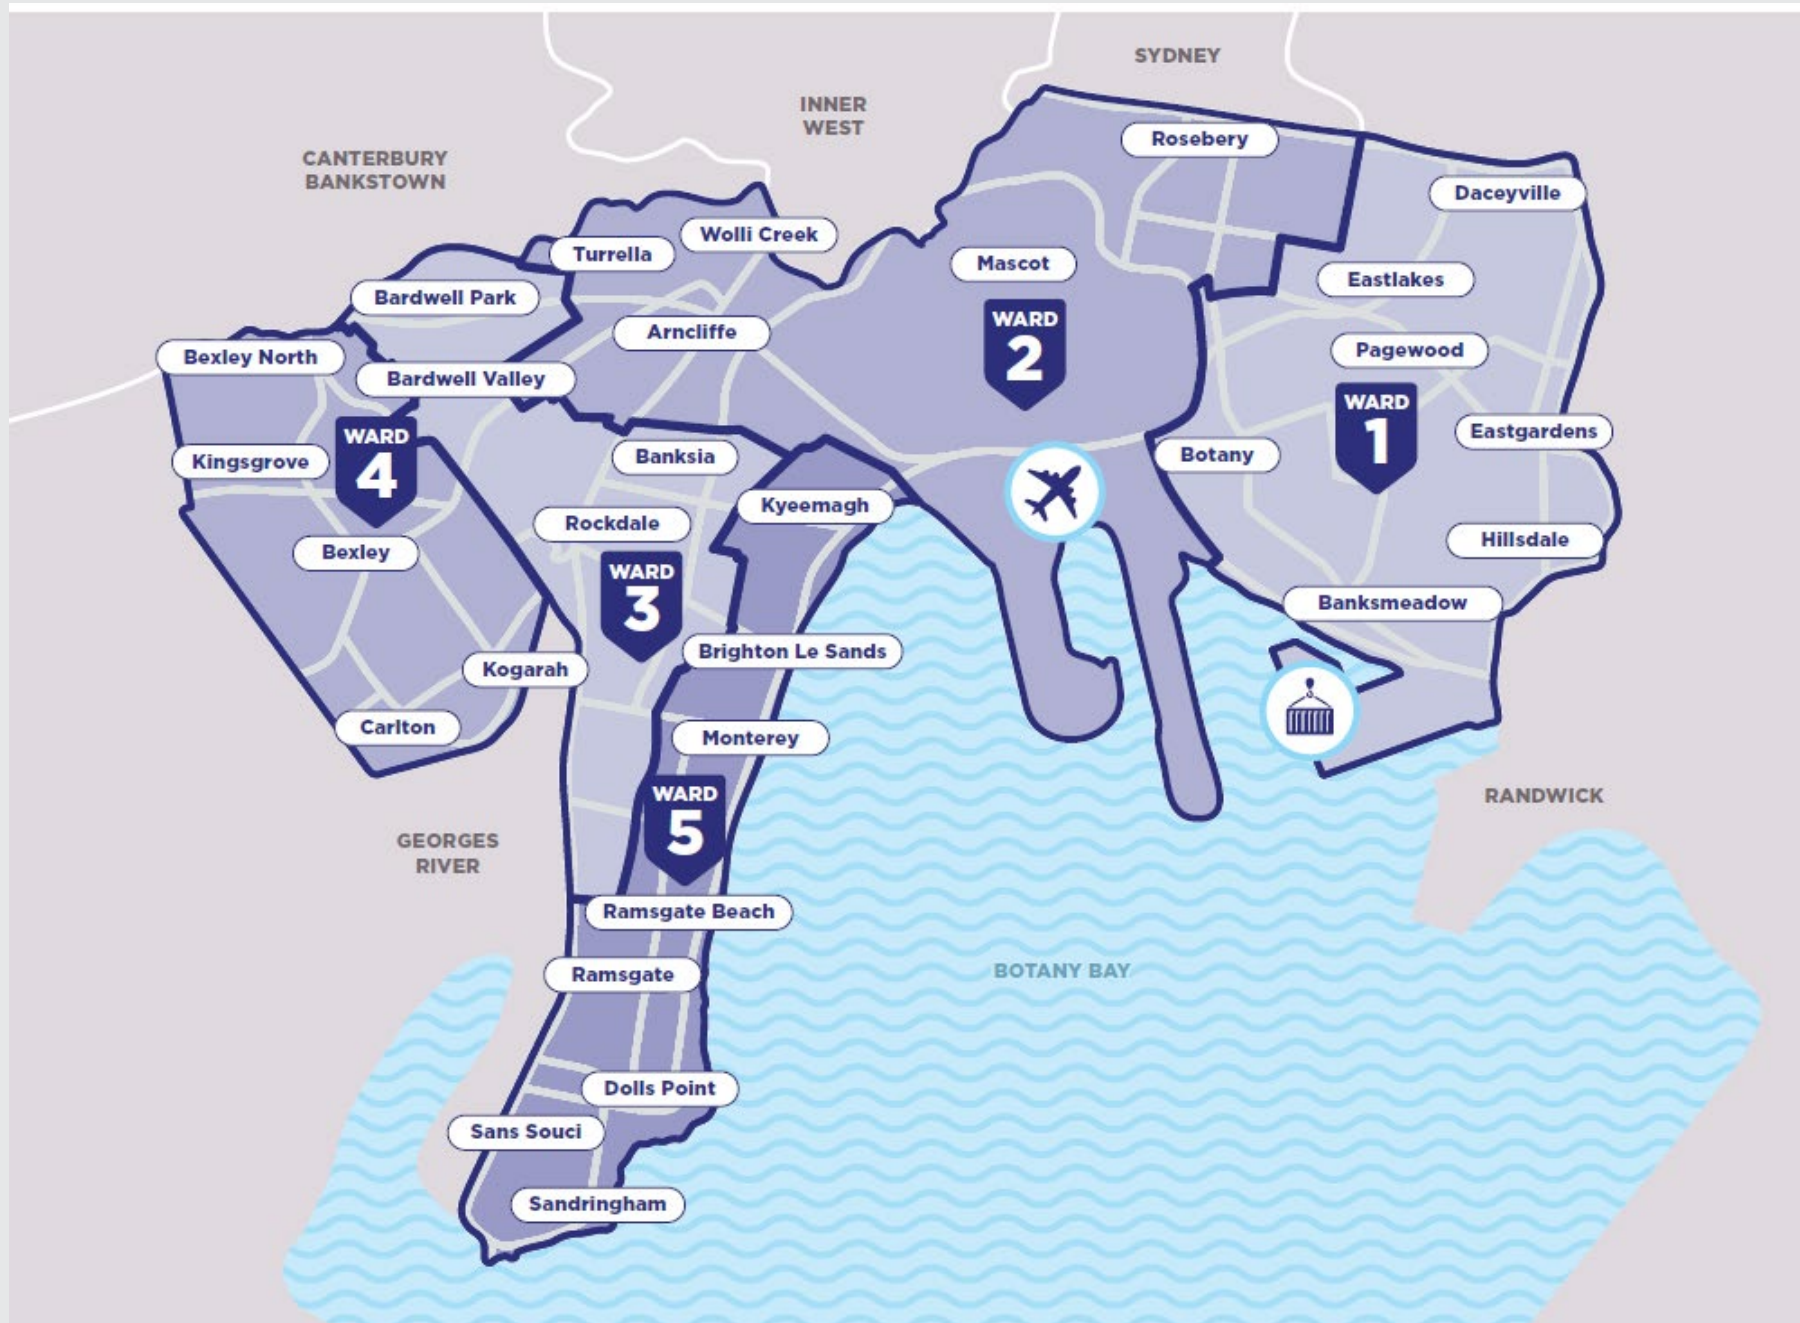 SYDNEY
INNER
WEST
Rosebery
CANTERBURY
BANKSTOWN
Daceyville
Wolli Creek
Turrella
Mascot
Eastlakes
Bardwell Park
WARD
2
Arncliffe
Pagewood
Bexley North
Bardwell Valley
WARD
1
Eastgardens
WARD
4
Botany
Banksia
Kingsgrove
Kyeemagh
Rockdale
Hillsdale
Bexley
WARD
3
Banksmeadow
Brighton Le Sands
Kogarah
Carlton
Monterey
WARD
5
RANDWICK
GEORGES
RIVER
Ramsgate Beach
BOTANY BAY
Ramsgate
Dolls Point
Sans Souci
Sandringham